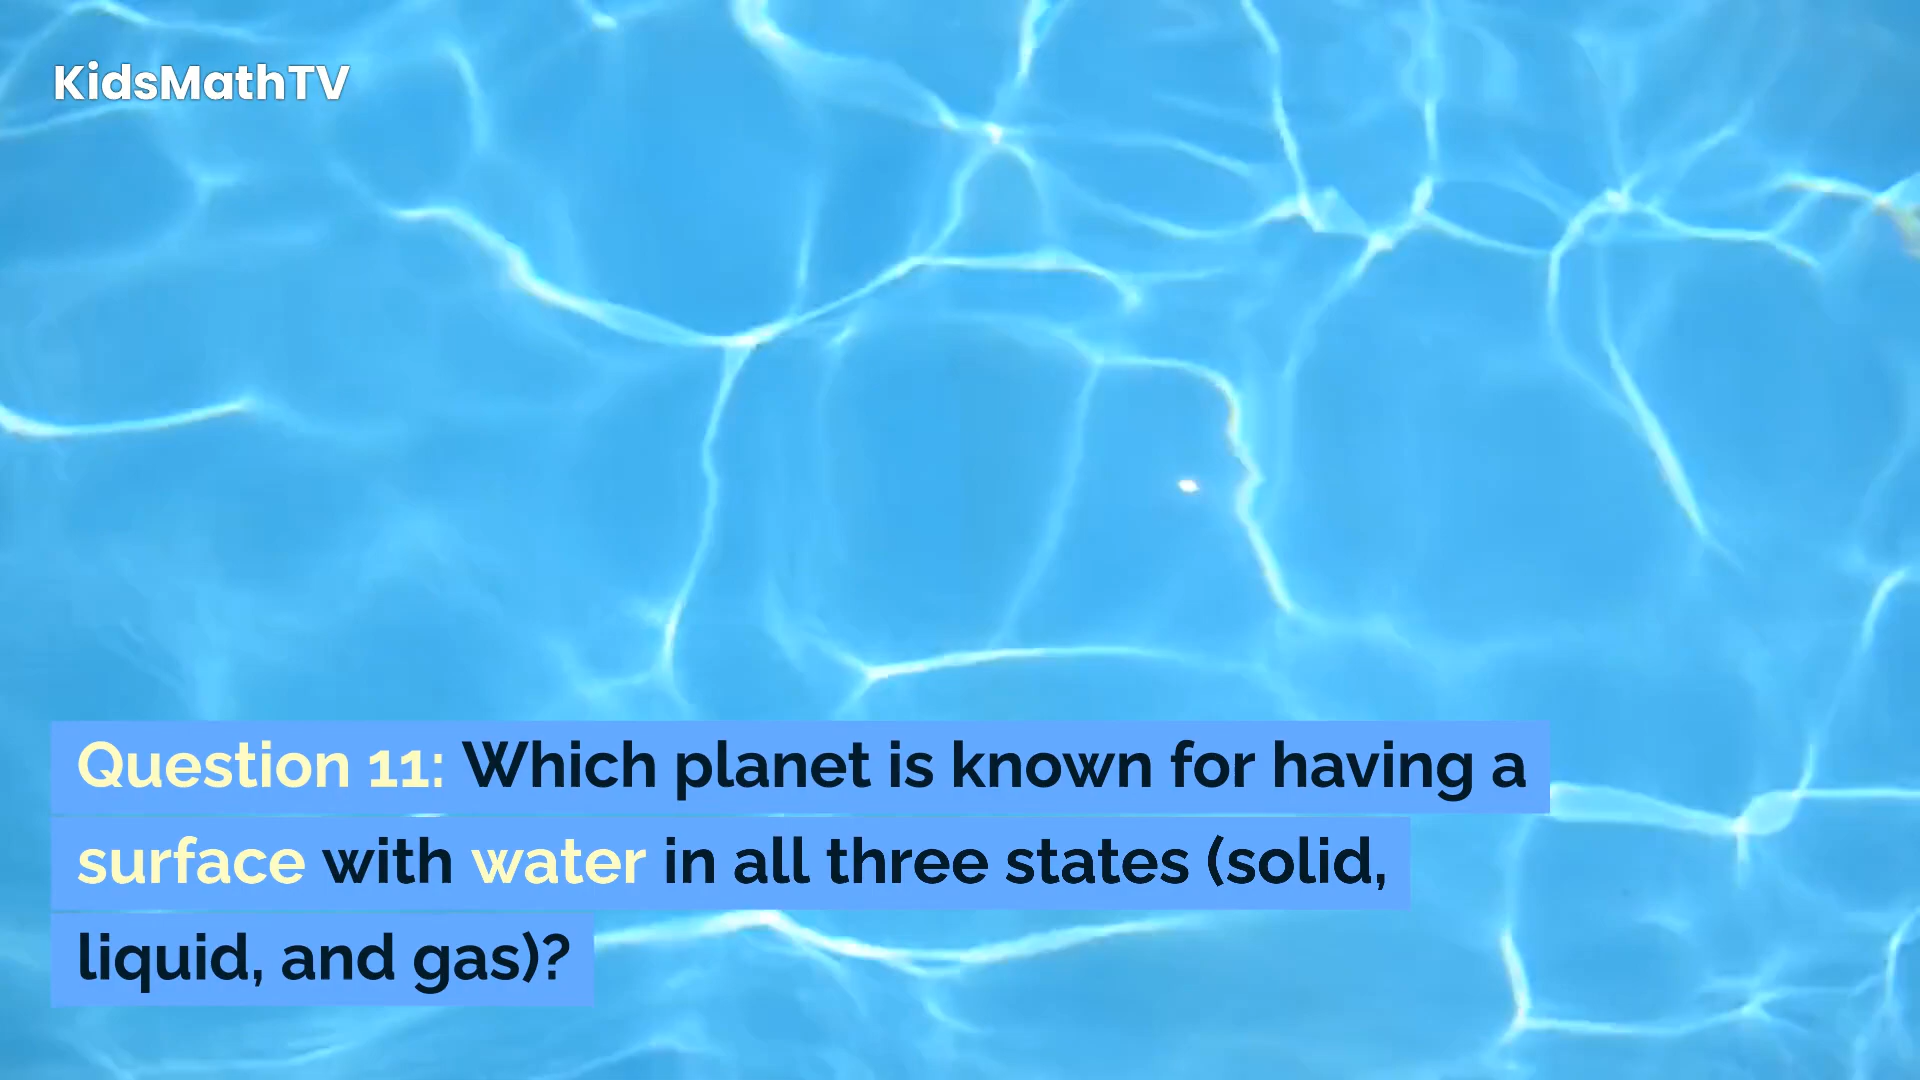 KidsMathTV
Question 11: Which planet is known for having a
surface with water in all three states (solid,
liquid, and gas)?